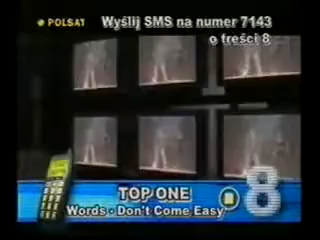 POLSAT
Wyślij SMS na numer 7143
o treści 8
TOP ONE
Words - Don't Come Easy
8